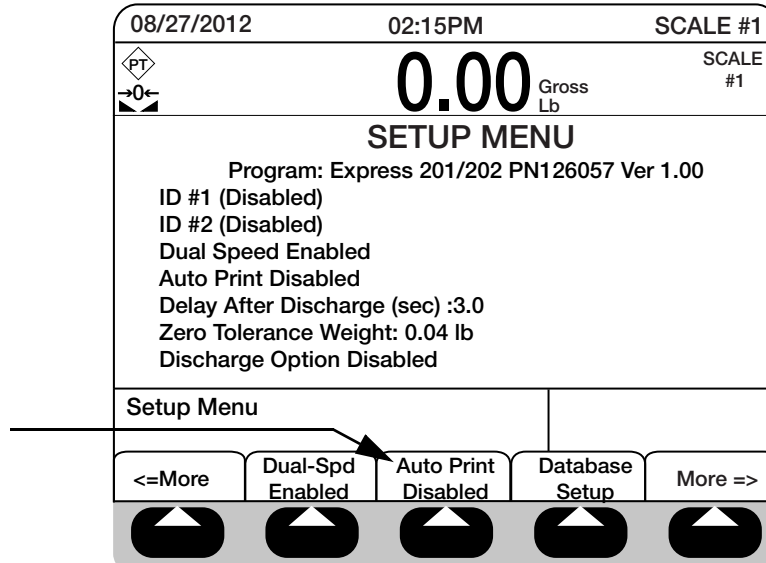 08/27/2012 02:15PM SCALE #1
PT
→0←
0.00 Gross Lb
SCALE #1
SETUP MENU
Program: Express 201/202 PN126057 Ver 1.00
ID #1 (Disabled)
ID #2 (Disabled)
Dual Speed Enabled
Auto Print Disabled
Delay After Discharge (sec) :3.0
Zero Tolerance Weight: 0.04 lb
Discharge Option Disabled
Setup Menu
<=More
Dual-Spd
Enabled
Auto Print
Disabled
Database
Setup
More =>